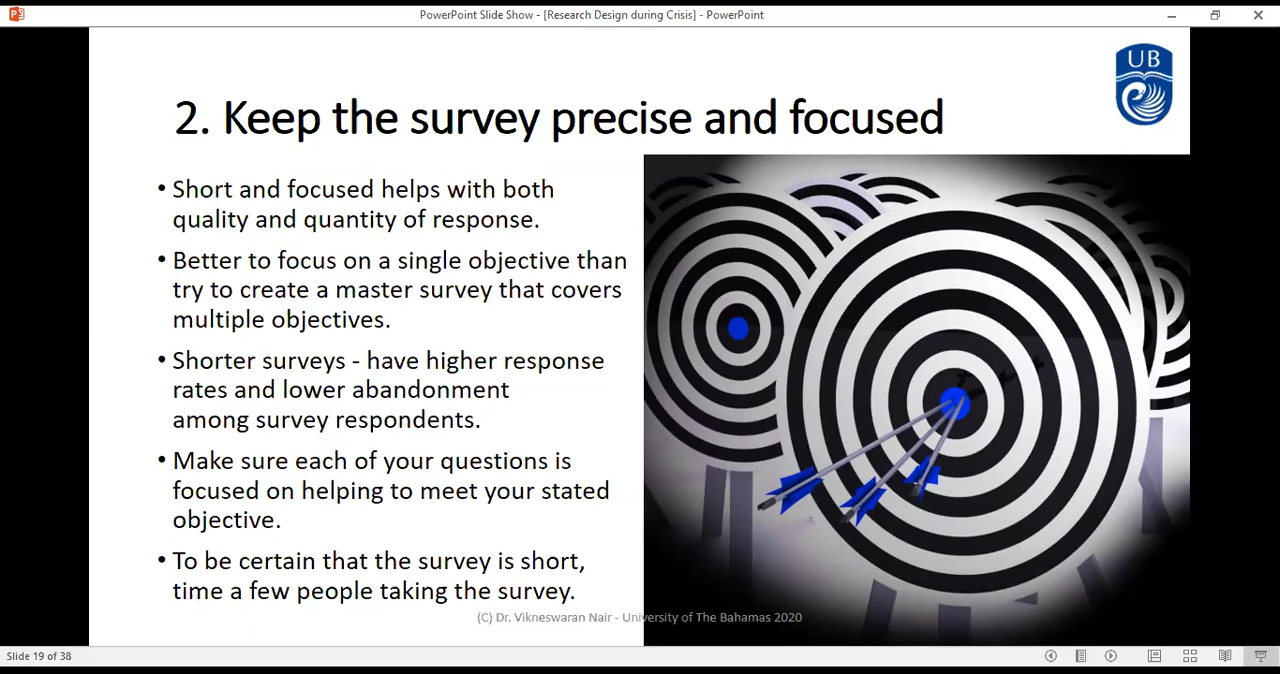 PowerPoint Slide Show - [Research Design during Crisis] - PowerPoint
UB
2. Keep the survey precise and focused
• Short and focused helps with both
quality and quantity of response.
• Better to focus on a single objective than
try to create a master survey that covers
multiple objectives.
• Shorter surveys - have higher response
rates and lower abandonment
among survey respondents.
• Make sure each of your questions is
focused on helping to meet your stated
objective.
• To be certain that the survey is short,
time a few people taking the survey.
(C) Dr. Vikneswaran Nair - University of The Bahamas 2020
Slide 19 of 38